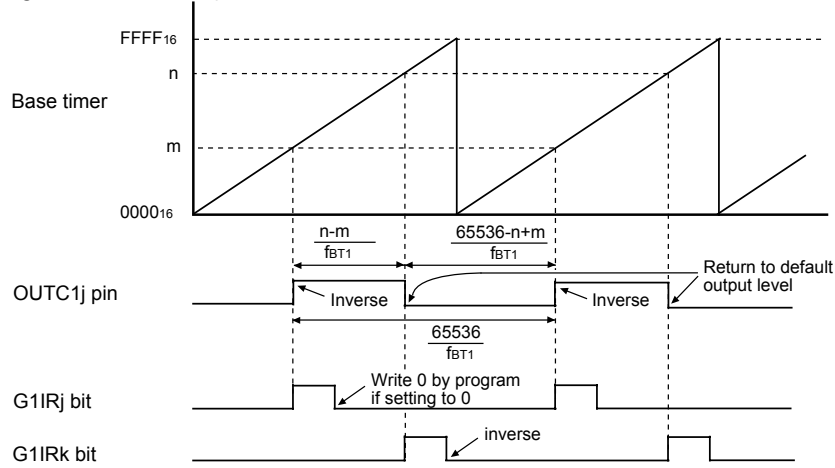 FFFF16
n
Base timer
m
000016
n-m
fBT1
65536-n+m
fBT1
OUTC1j pin
Inverse
Inverse
Return to default
output level
65536
fBT1
G1IRj bit
Write 0 by program
if setting to 0
G1IRk bit
inverse